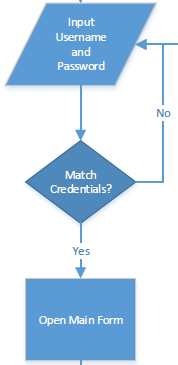 Input
Username
and
Password
No
Match
Credentials?
Yes
Open Main Form